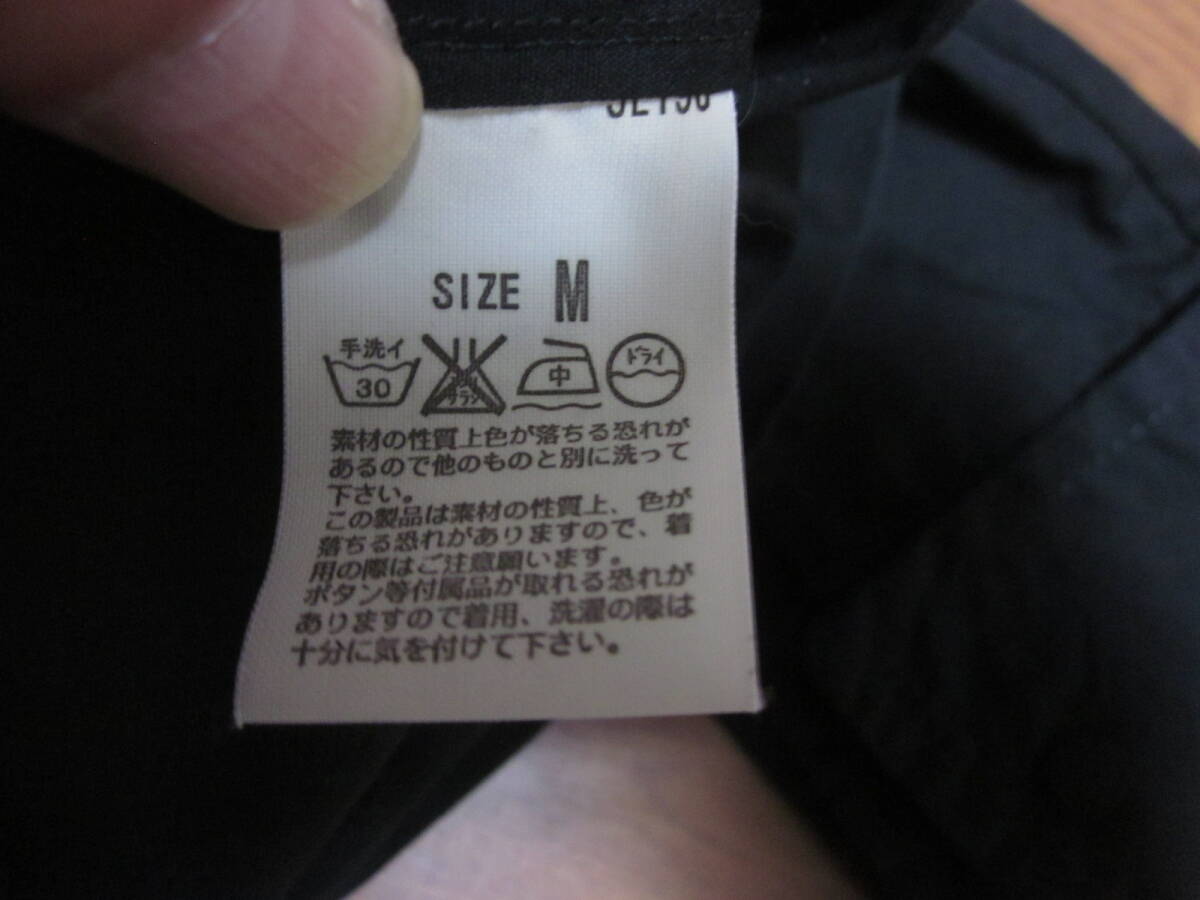 SIZE M
手洗イ
30
中
ドライ
素材の性質上色が落ちる恐れが
あるので他のものと別に洗って
下さい。
この製品は素材の性質上、色が
落ちる恐れがありますので、着
用の際はご注意願います。
ボタン等付属品が取れる恐れが
ありますので着用、洗濯の際は
十分に気を付けて下さい。